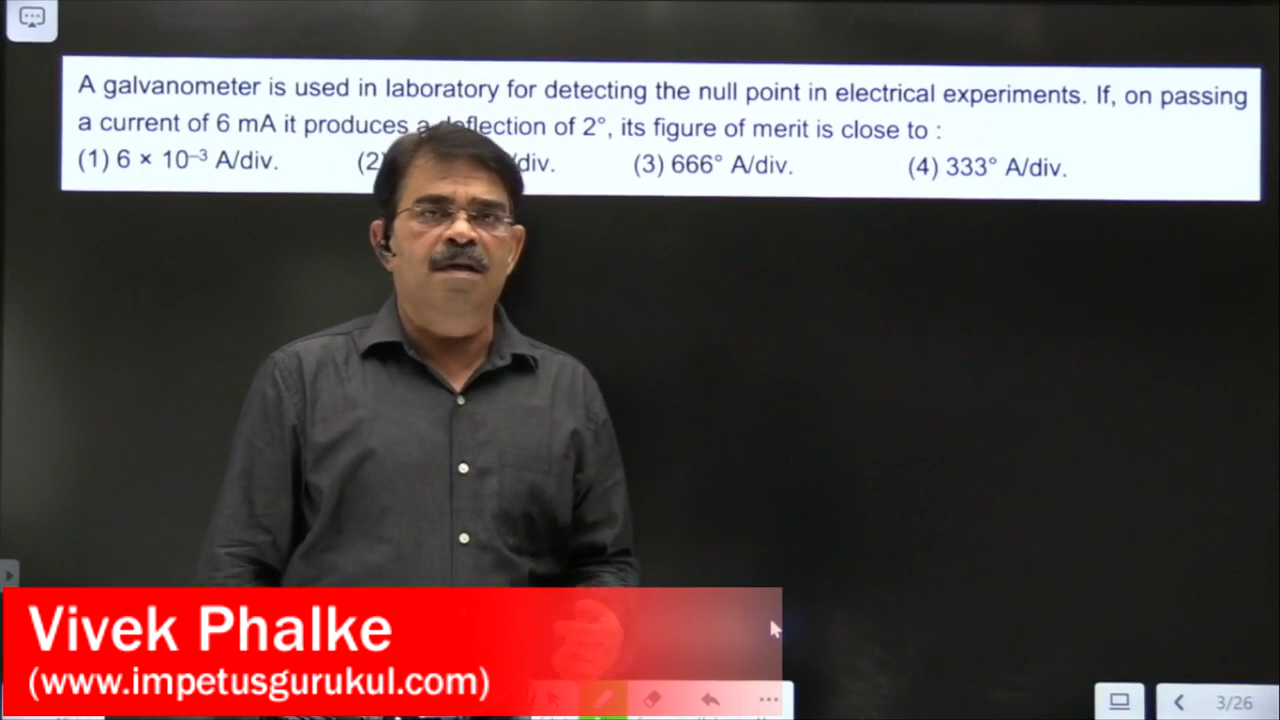 A galvanometer is used in laboratory for detecting the null point in electrical experiments. If, on passing
a current of 6 mA it produces a deflection of 2°, its figure of merit is close to :
(1) 6 × 10⁻³ A/div. (2) /div. (3) 666° A/div. (4) 333° A/div.
Vivek Phalke
(www.impetusgurukul.com)
3/26